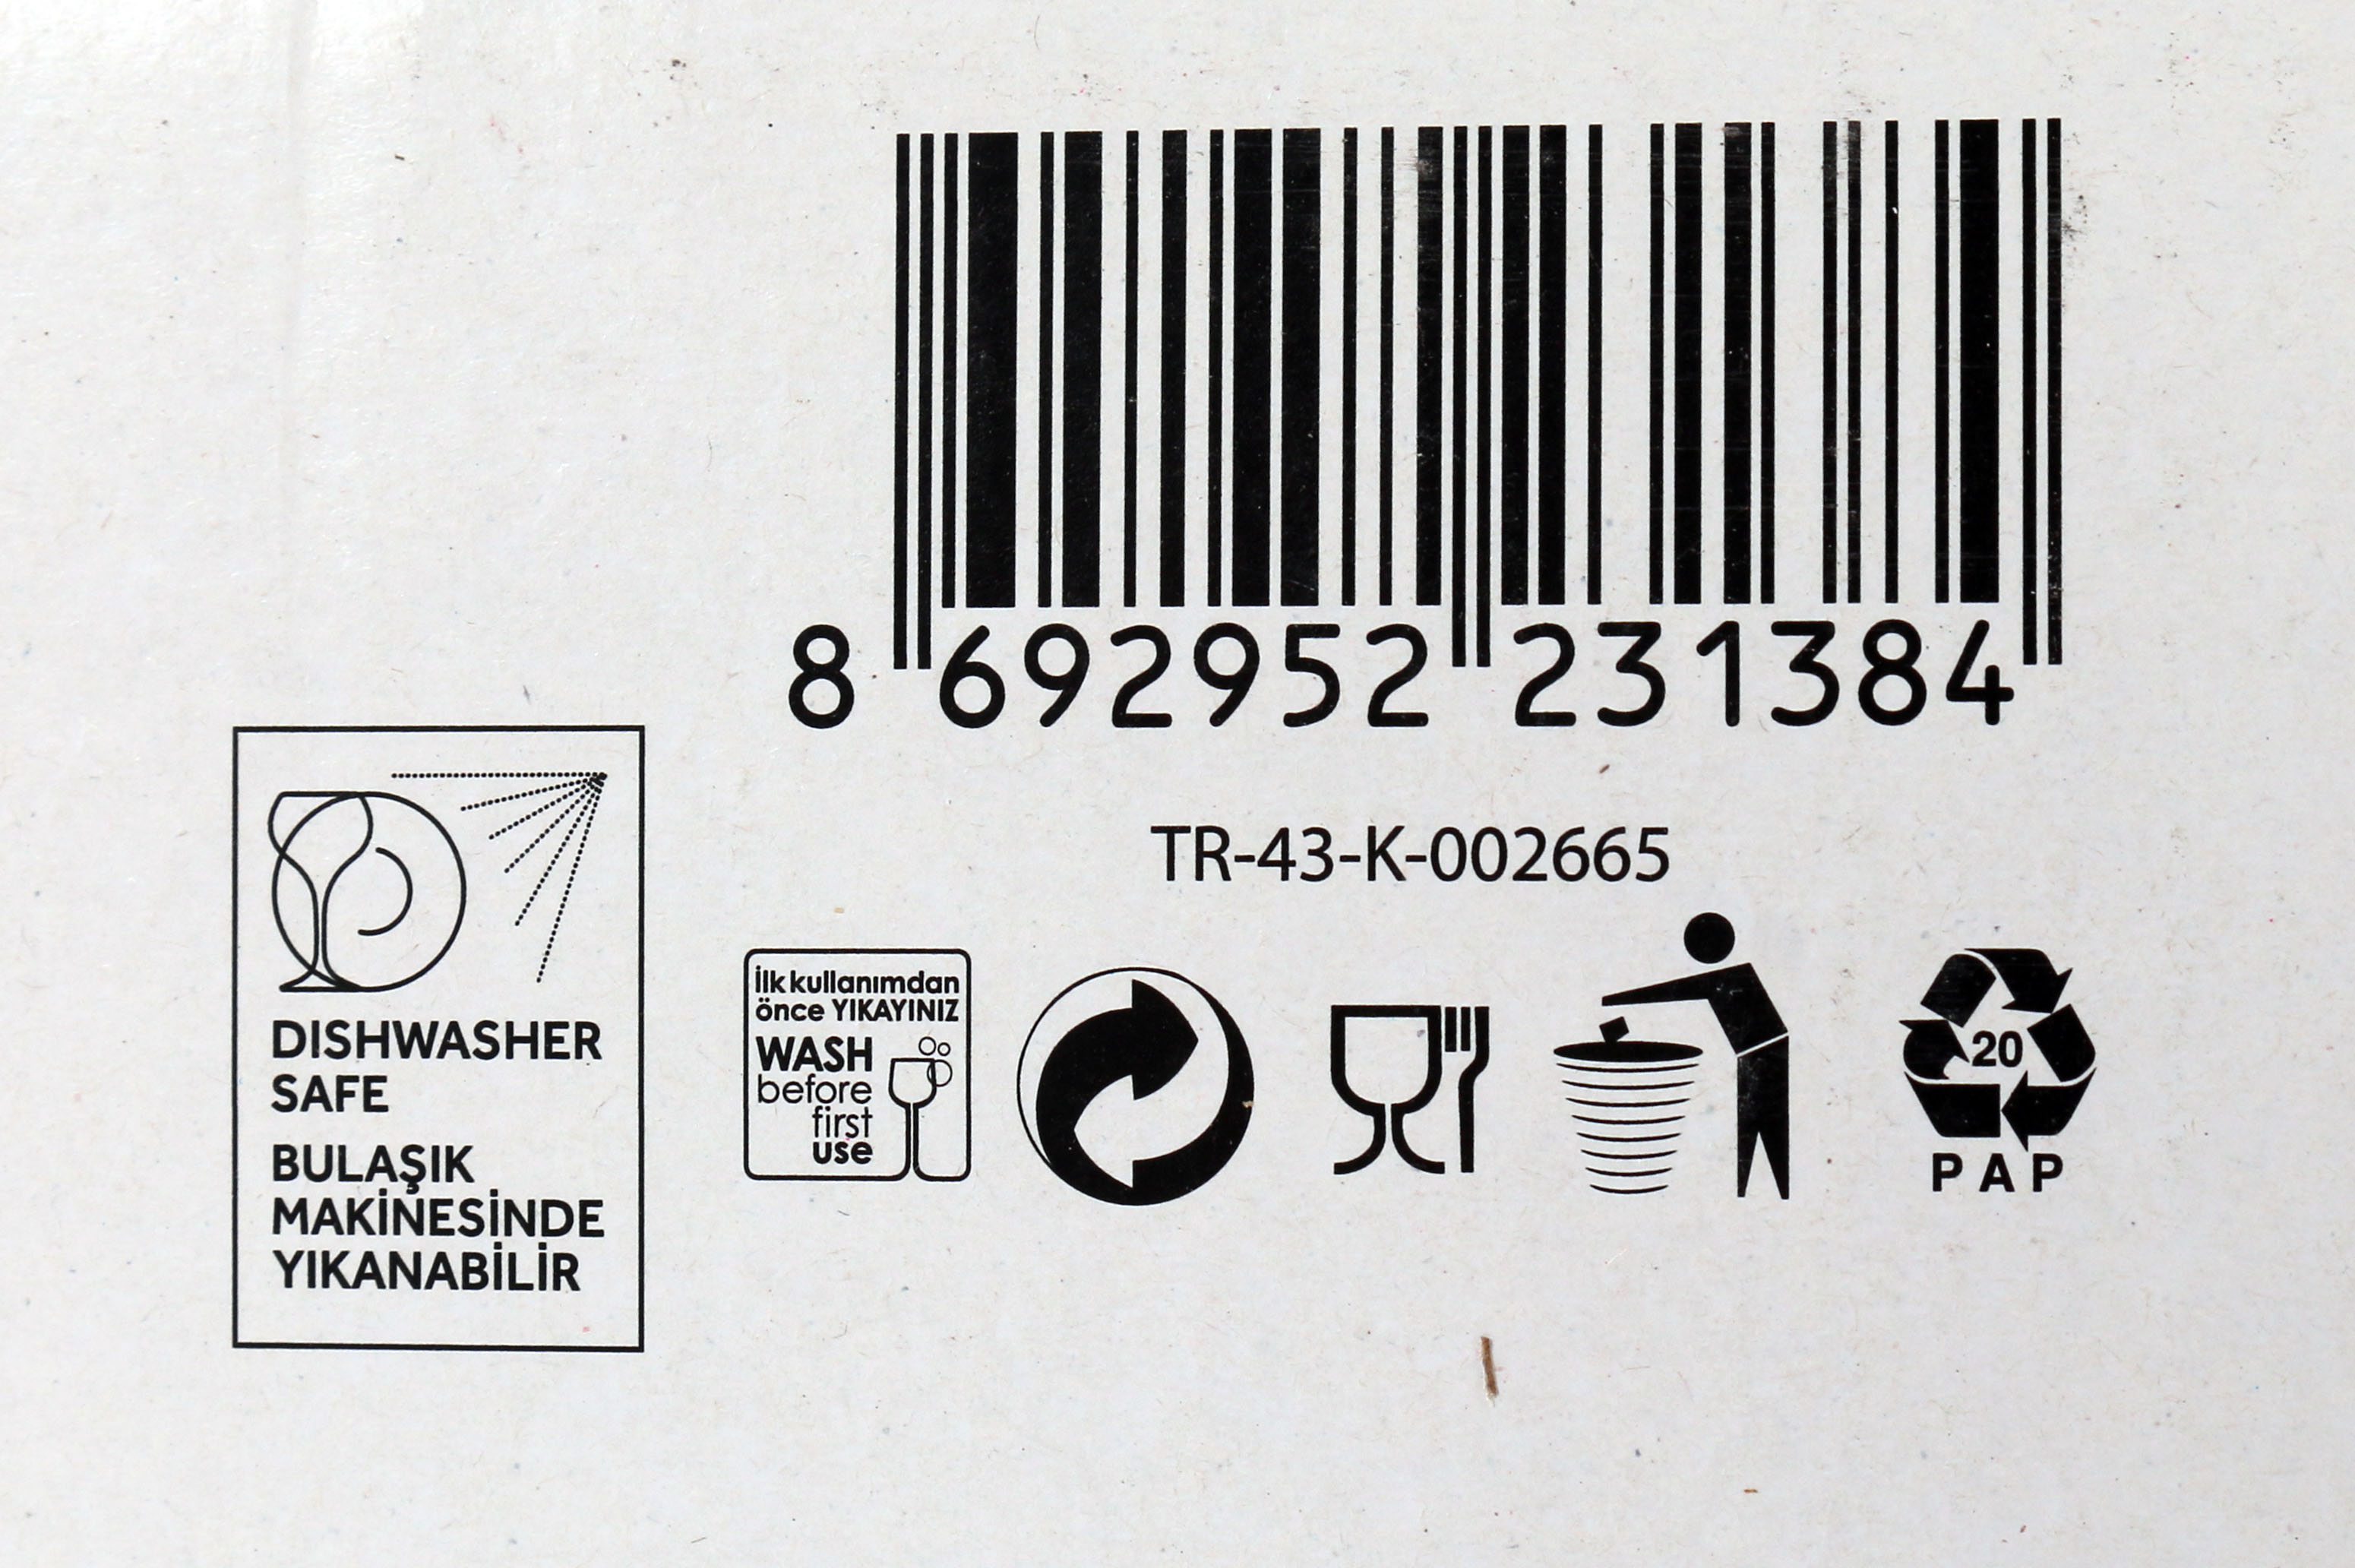 8 692952 231384
TR-43-K-002665
DISHWASHER
SAFE
BULAŞIK
MAKİNESİNDE
YIKANABİLİR
İlk kullanımdan
önce YIKAYINIZ
WASH
before
first
use
20
PAP